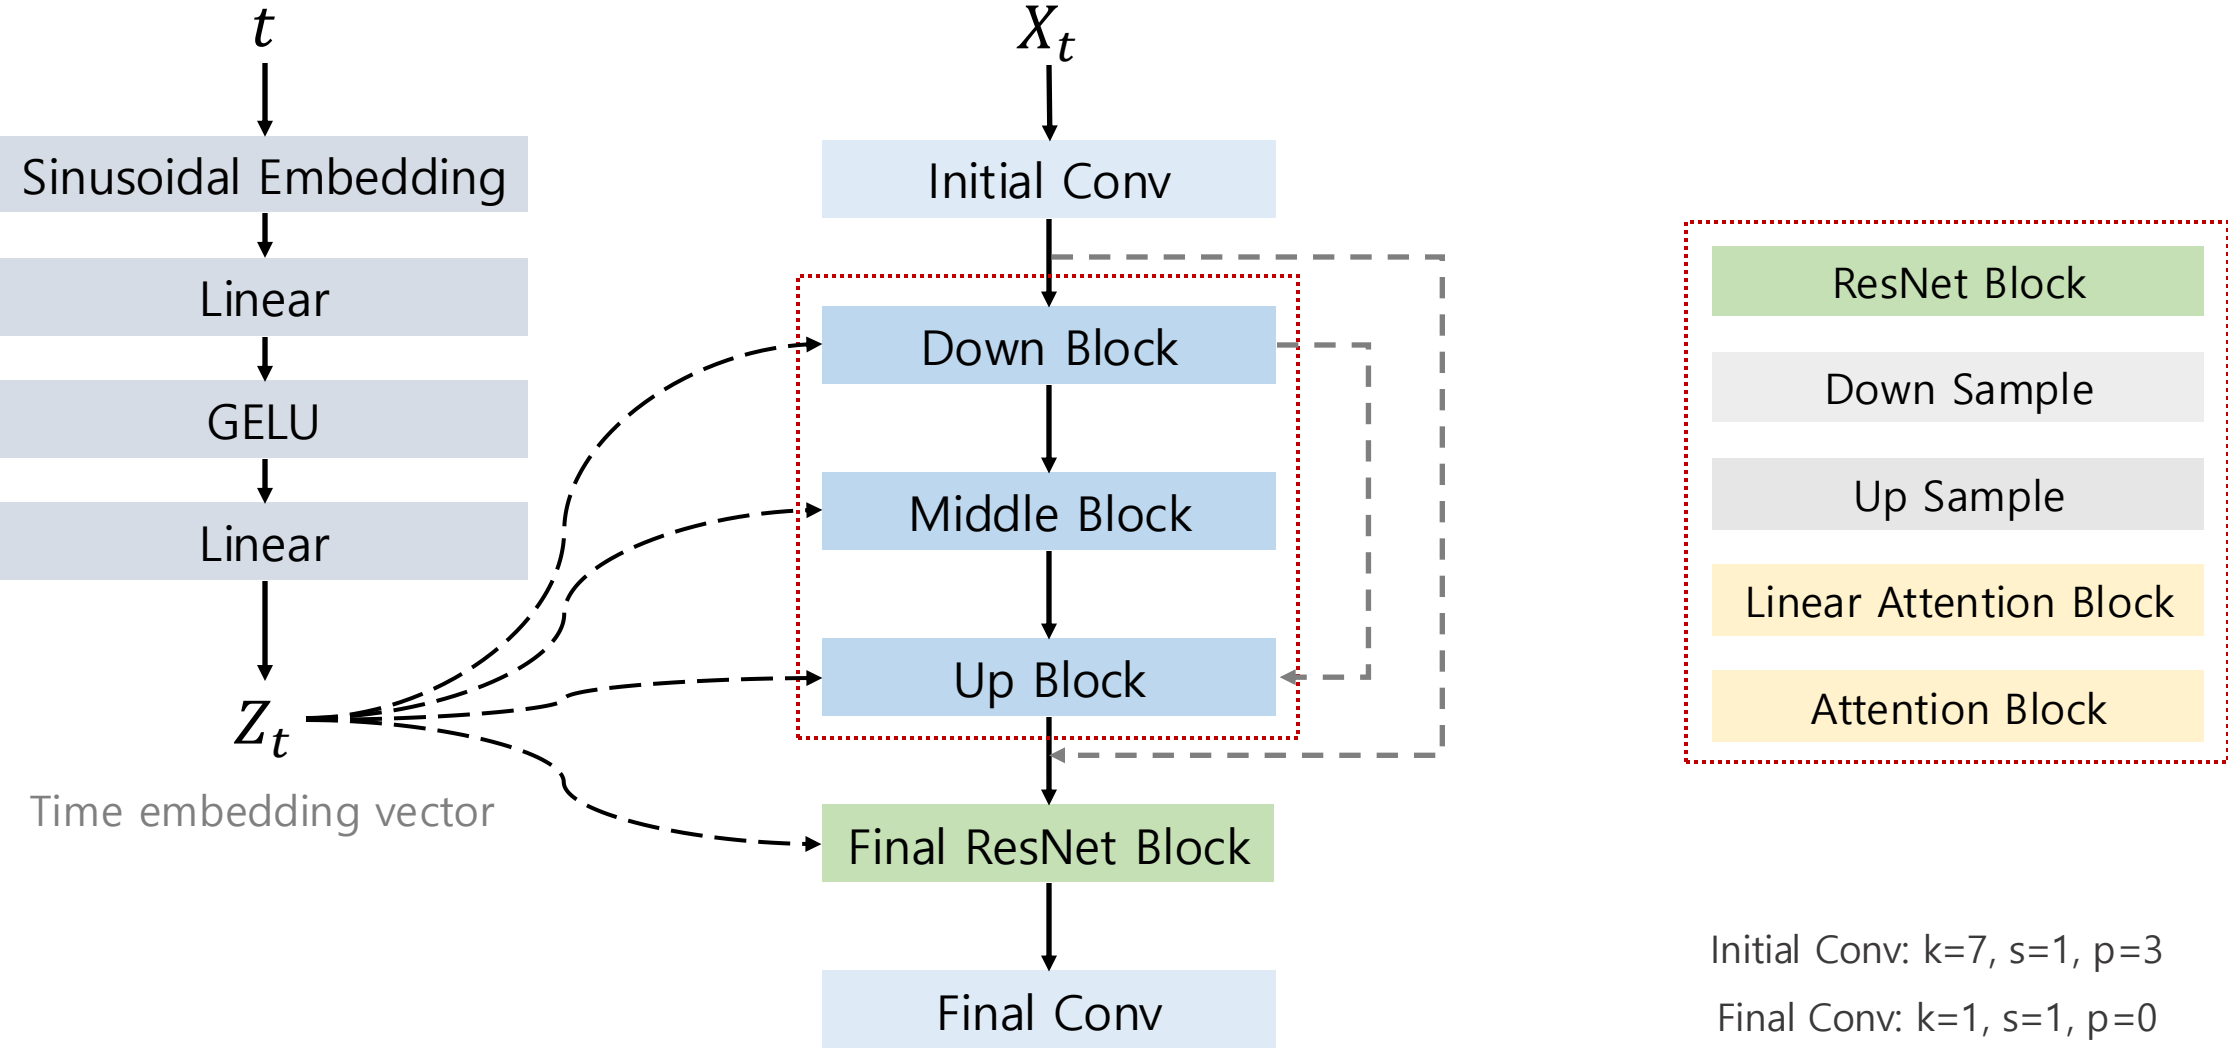 t
Sinusoidal Embedding
Linear
GELU
Linear
Z_t
Time embedding vector
X_t
Initial Conv
Down Block
Middle Block
Up Block
Final ResNet Block
Final Conv
ResNet Block
Down Sample
Up Sample
Linear Attention Block
Attention Block
Initial Conv: k=7, s=1, p=3
Final Conv: k=1, s=1, p=0